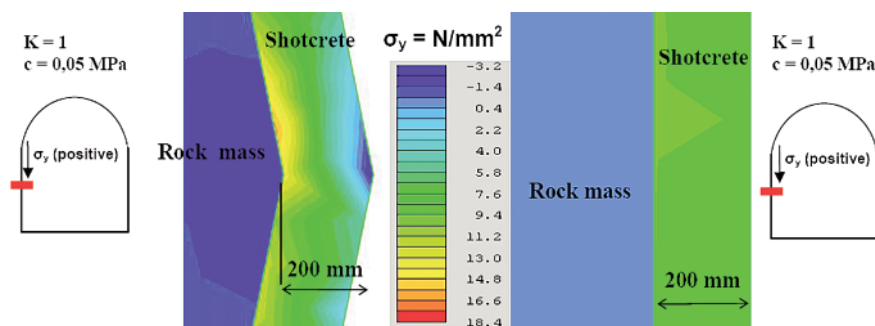 K = 1
c = 0,05 MPa
σy (positive)
Shotcrete
Rock mass
200 mm
σy = N/mm²
-3.2
-1.4
0.4
2.2
4.0
5.8
7.6
9.4
11.2
13.0
14.8
16.6
18.4
Shotcrete
Rock mass
200 mm
K = 1
c = 0,05 MPa
σy (positive)